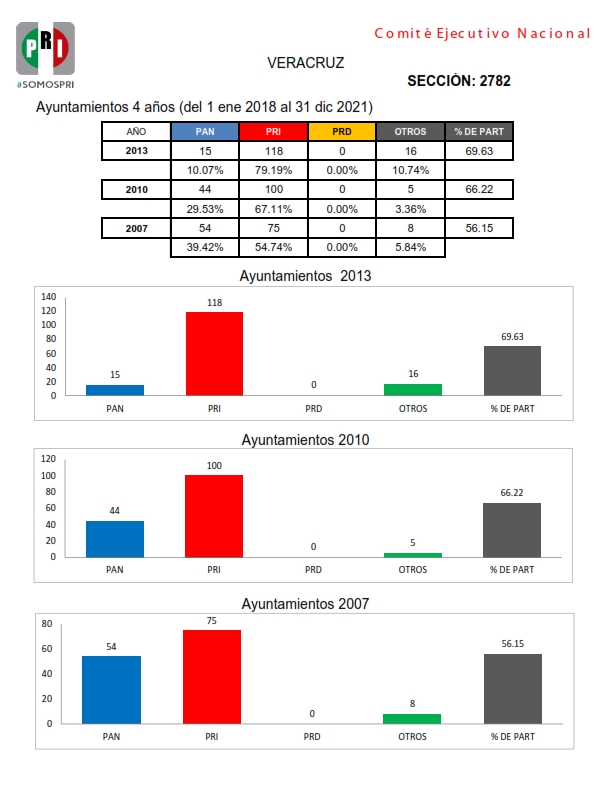 Comité Ejecutivo Nacional
PRI
#SOMOSPRI
VERACRUZ
SECCIÓN: 2782
Ayuntamientos 4 años (del 1 ene 2018 al 31 dic 2021)
AÑO PAN PRI PRD OTROS % DE PART
2013 15 118 0 16 69.63
10.07% 79.19% 0.00% 10.74%
2010 44 100 0 5 66.22
29.53% 67.11% 0.00% 3.36%
2007 54 75 0 8 56.15
39.42% 54.74% 0.00% 5.84%
Ayuntamientos 2013
140
120
100
80
60
40
20
0
15 118 0 16 69.63
PAN PRI PRD OTROS % DE PART
Ayuntamientos 2010
120
100
80
60
40
20
0
44 100 0 5 66.22
PAN PRI PRD OTROS % DE PART
Ayuntamientos 2007
80
60
40
20
0
54 75 0 8 56.15
PAN PRI PRD OTROS % DE PART